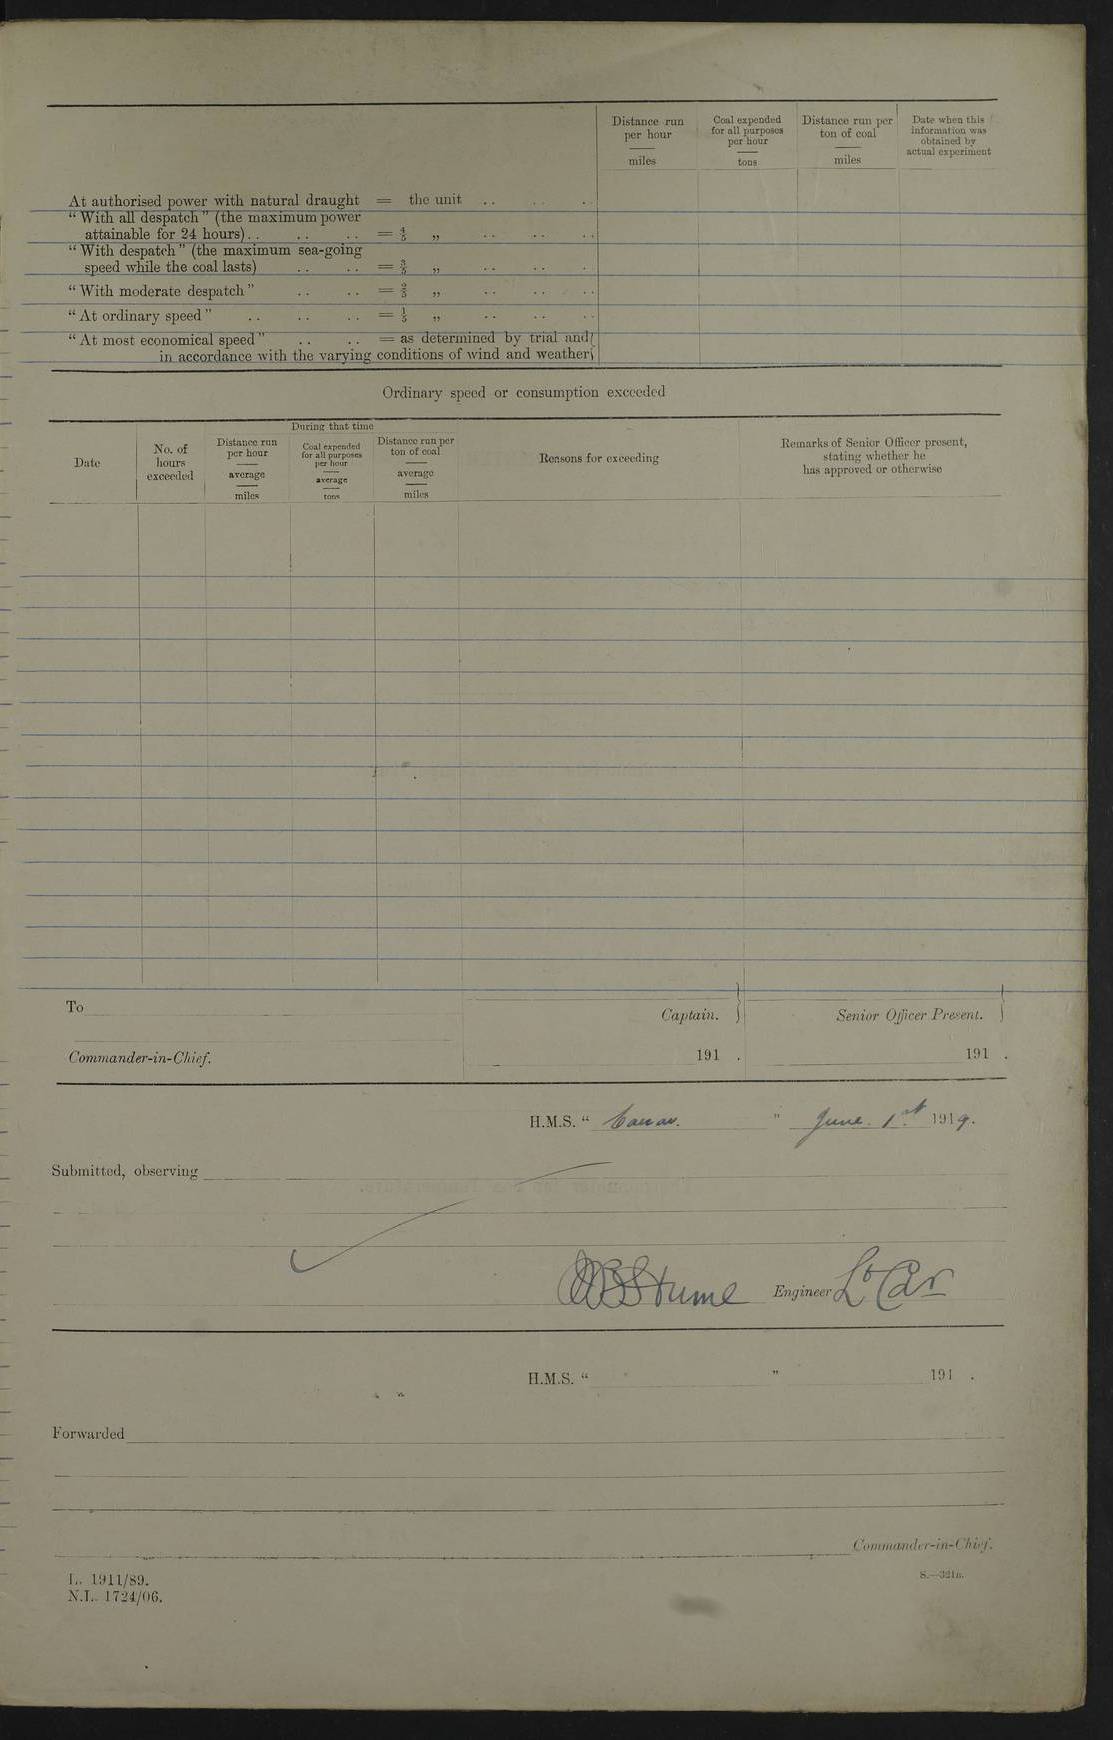 Distance run per hour — miles
Coal expended for all purposes per hour — tons
Distance run per ton of coal — miles
Date when this information was obtained by actual experiment
At authorised power with natural draught = the unit .. .. ..
“With all despatch” (the maximum power
attainable for 24 hours) .. .. .. = 4/5 „ .. .. ..
“With despatch” (the maximum sea-going
speed while the coal lasts) .. .. = 3/5 „ .. .. ..
“With moderate despatch” .. .. = 2/5 „ .. .. ..
“At ordinary speed” .. .. .. = 1/5 „ .. .. ..
“At most economical speed” .. .. = as determined by trial and
in accordance with the varying conditions of wind and weather
Ordinary speed or consumption exceeded
During that time
Date
No. of hours exceeded
Distance run per hour — average — miles
Coal expended for all purposes per hour — average — tons
Distance run per ton of coal — average — miles
Reasons for exceeding
Remarks of Senior Officer present, stating whether he has approved or otherwise
To
Captain. Senior Officer Present.
Commander-in-Chief. 191 . 191 .
H.M.S. “ ” June. 1st. 1919.
Submitted, observing
Hume Engineer Lt Cdr
H.M.S. “ ” 191 .
Forwarded
Commander-in-Chief.
L. 1911/89.
N.L. 1724/06.
S.—321B.